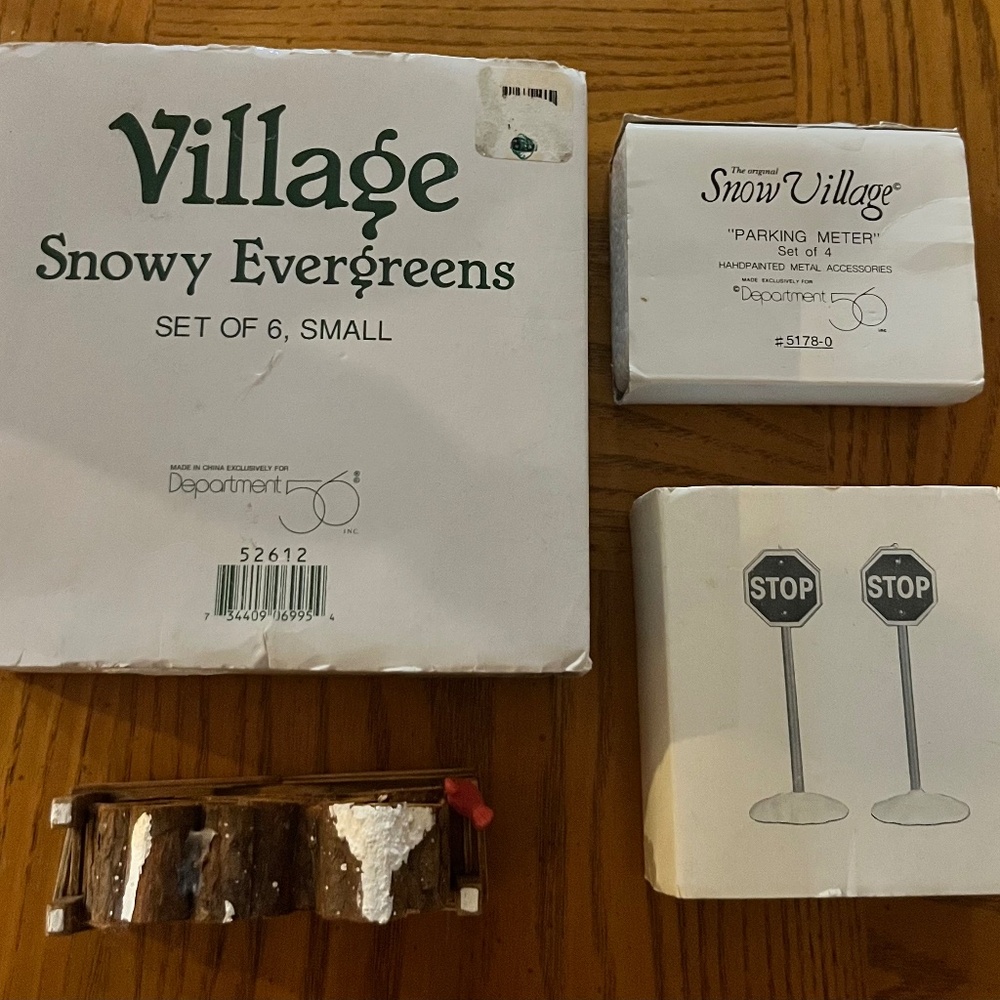 Village
Snowy Evergreens
SET OF 6, SMALL
MADE IN CHINA EXCLUSIVELY FOR
Department 56®
INC.
52612
7 34409 06995 4
The original
Snow Village©
"PARKING METER"
Set of 4
HAHDPAINTED METAL ACCESSORIES
MADE EXCLUSIVELY FOR
©Department 56
INC.
#5178-0
STOP STOP